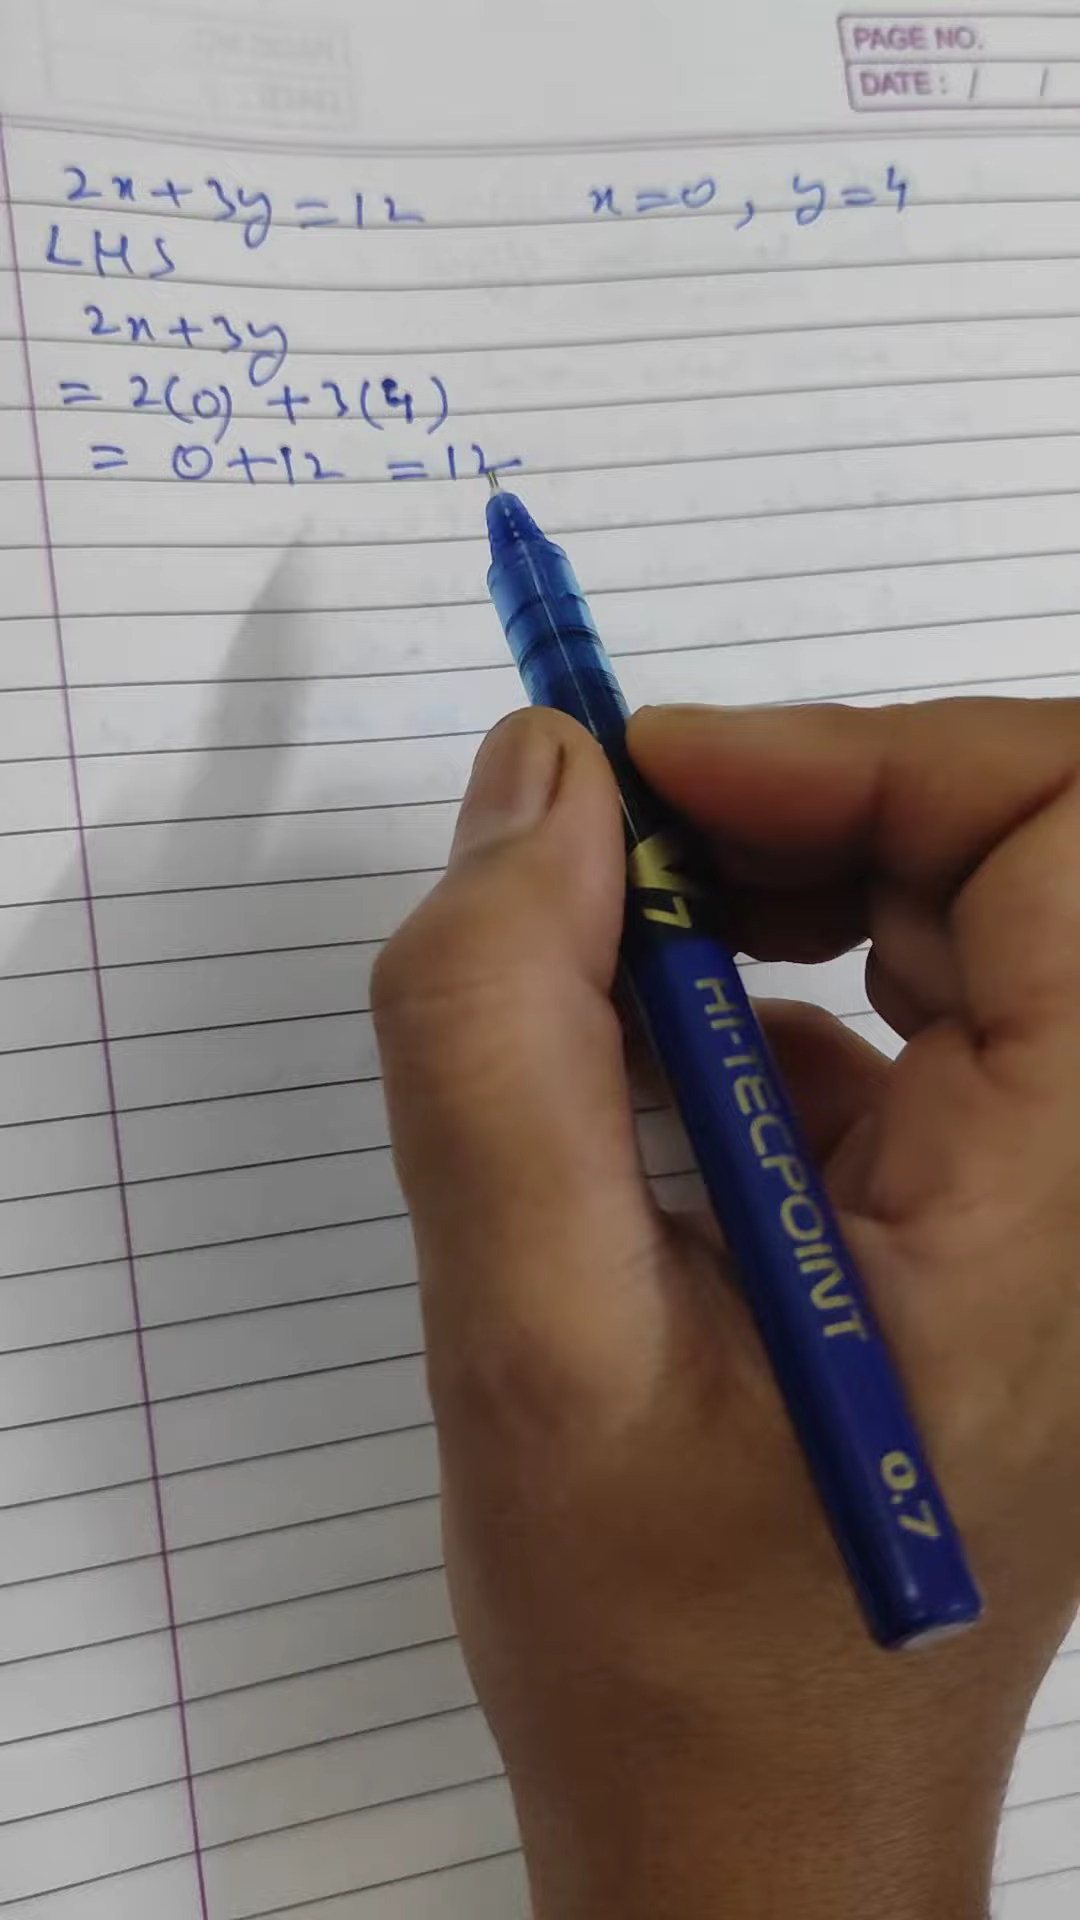 PAGE NO.
DATE: / /
2x+3y=12 x=0, y=4
LHS
2x+3y
= 2(0) +3(4)
= 0+12 =12
V7 HI-TECPOINT 0.7